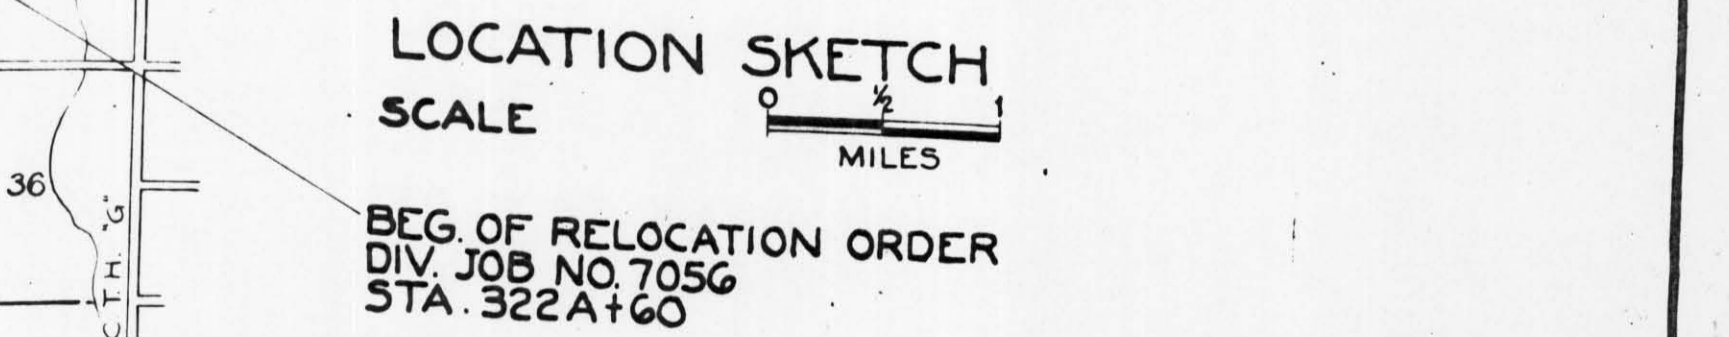 LOCATION SKETCH
SCALE
0 ½ 1
MILES
36
C. T. H. "G"
BEG. OF RELOCATION ORDER
DIV. JOB NO. 7056
STA. 322A+60